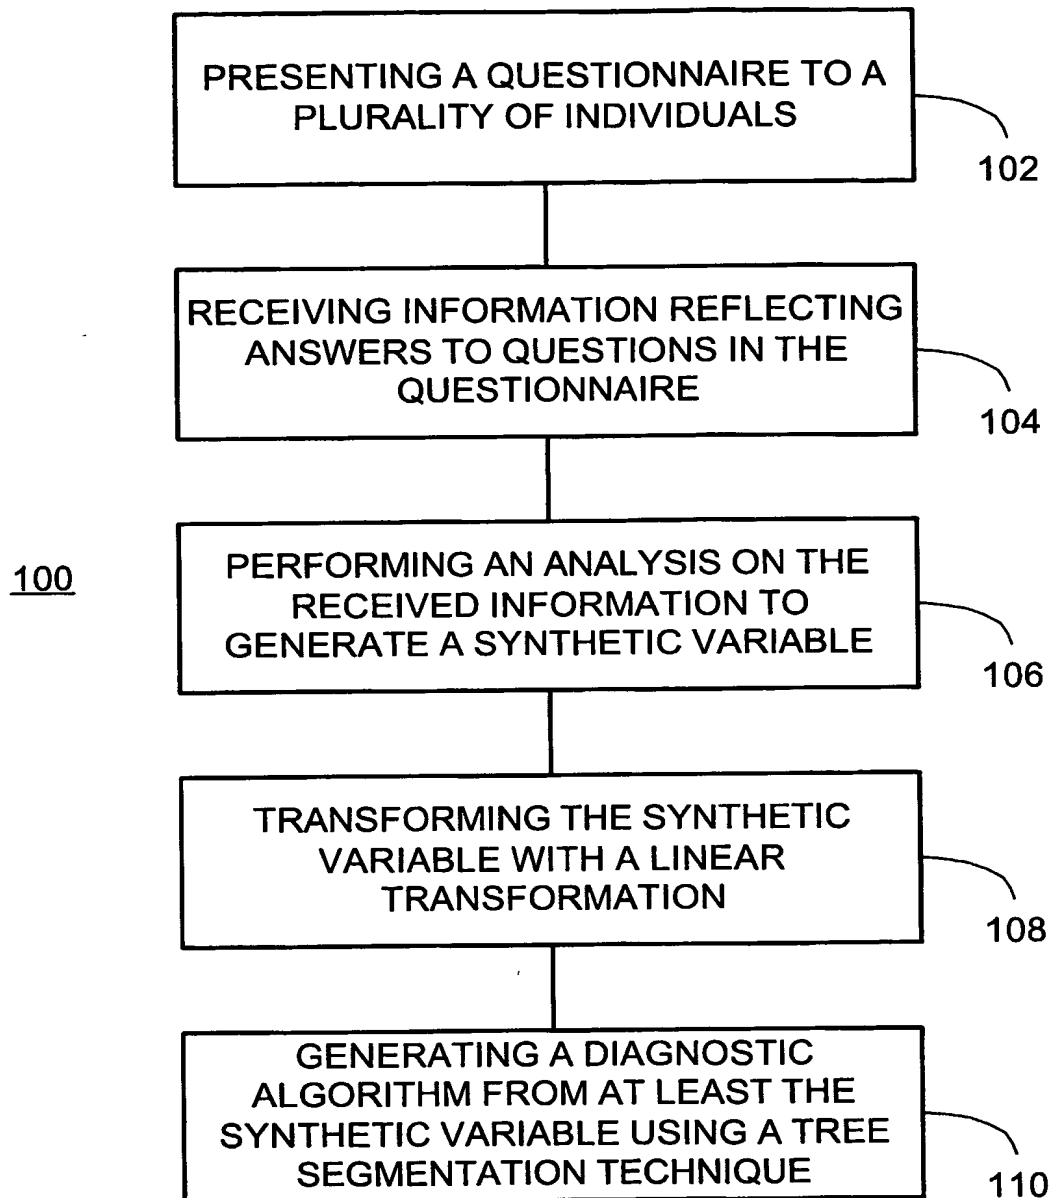 PRESENTING A QUESTIONNAIRE TO A
PLURALITY OF INDIVIDUALS
102
RECEIVING INFORMATION REFLECTING
ANSWERS TO QUESTIONS IN THE
QUESTIONNAIRE
104
100
PERFORMING AN ANALYSIS ON THE
RECEIVED INFORMATION TO
GENERATE A SYNTHETIC VARIABLE
106
TRANSFORMING THE SYNTHETIC
VARIABLE WITH A LINEAR
TRANSFORMATION
108
GENERATING A DIAGNOSTIC
ALGORITHM FROM AT LEAST THE
SYNTHETIC VARIABLE USING A TREE
SEGMENTATION TECHNIQUE
110